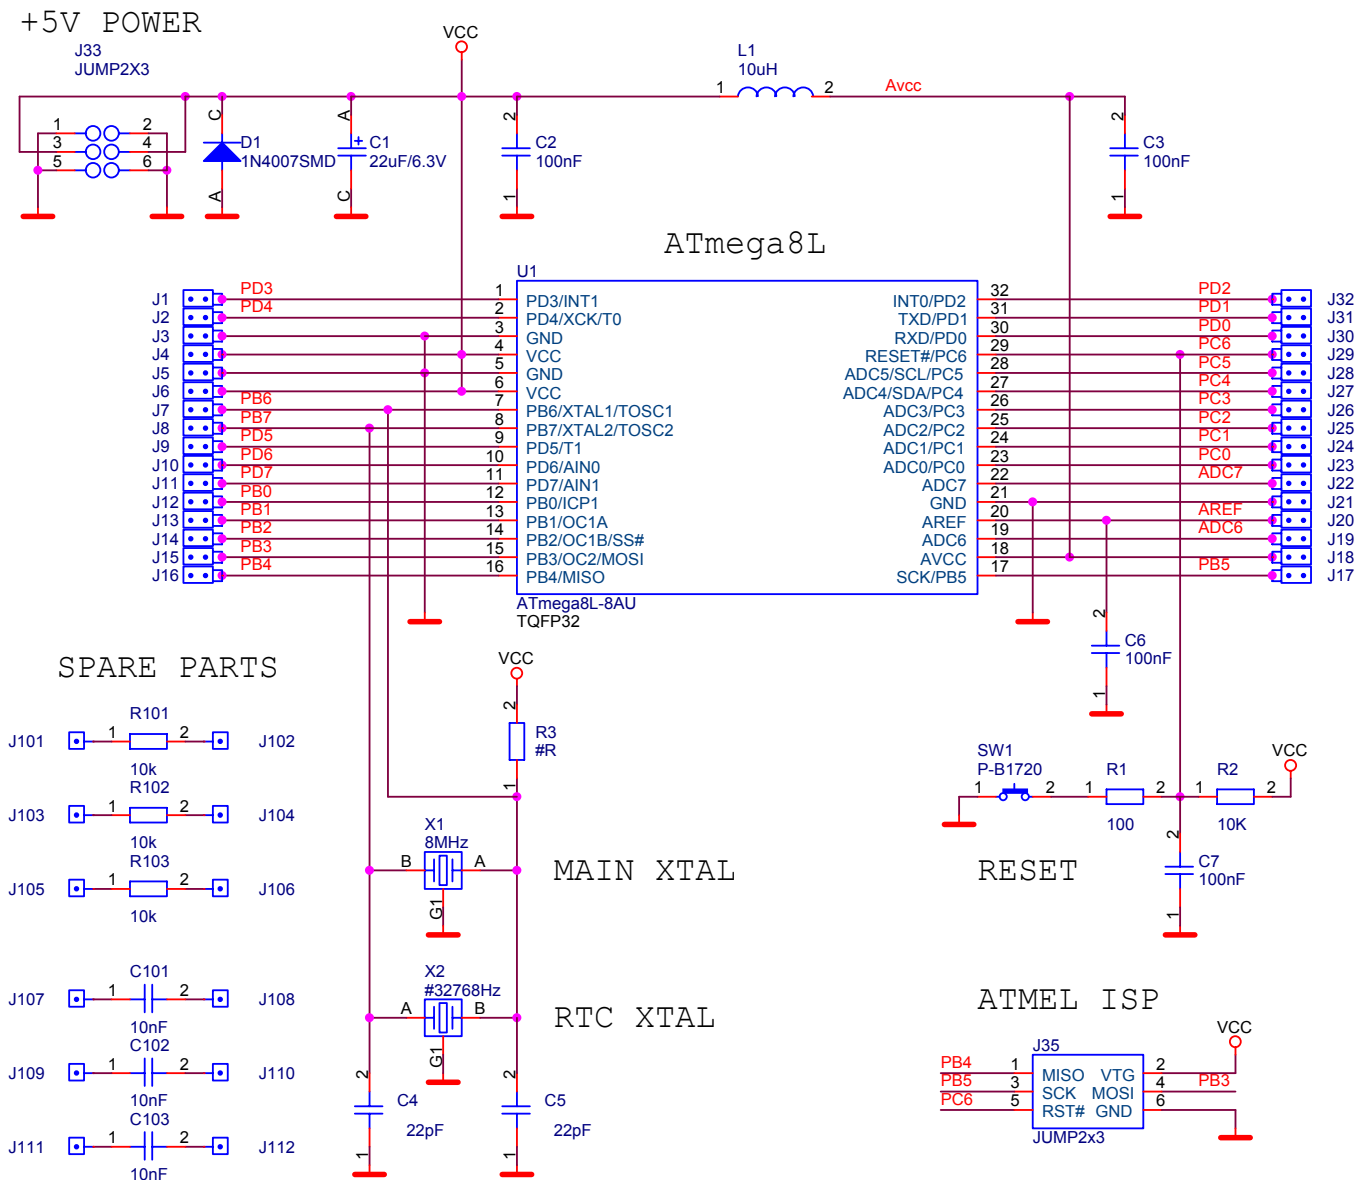 +5V POWER
J33
JUMP2X3
VCC
L1
10uH
1 2
Avcc
1 2
3 4
5 6
C
D1
1N4007SMD
A
A
+ C1
22uF/6.3V
C
2
C2
100nF
1
2
C3
100nF
1
ATmega8L
U1
J1 PD3 1 PD3/INT1 INT0/PD2 32 PD2 J32
J2 PD4 2 PD4/XCK/T0 TXD/PD1 31 PD1 J31
J3 3 GND RXD/PD0 30 PD0 J30
J4 4 VCC RESET#/PC6 29 PC6 J29
J5 5 GND ADC5/SCL/PC5 28 PC5 J28
J6 6 VCC ADC4/SDA/PC4 27 PC4 J27
J7 PB6 7 PB6/XTAL1/TOSC1 ADC3/PC3 26 PC3 J26
J8 PB7 8 PB7/XTAL2/TOSC2 ADC2/PC2 25 PC2 J25
J9 PD5 9 PD5/T1 ADC1/PC1 24 PC1 J24
J10 PD6 10 PD6/AIN0 ADC0/PC0 23 PC0 J23
J11 PD7 11 PD7/AIN1 ADC7 22 ADC7 J22
J12 PB0 12 PB0/ICP1 GND 21 J21
J13 PB1 13 PB1/OC1A AREF 20 AREF J20
J14 PB2 14 PB2/OC1B/SS# ADC6 19 ADC6 J19
J15 PB3 15 PB3/OC2/MOSI AVCC 18 J18
J16 PB4 16 PB4/MISO SCK/PB5 17 PB5 J17
ATmega8L-8AU
TQFP32
2
C6
100nF
1
SPARE PARTS
J101 1 R101 2 J102
10k
J103 1 R102 2 J104
10k
J105 1 R103 2 J106
10k
J107 1 C101 2 J108
10nF
J109 1 C102 2 J110
10nF
J111 1 C103 2 J112
10nF
VCC
2
R3
#R
1
X1
8MHz
B A
G1
MAIN XTAL
X2
#32768Hz
A B
G1
RTC XTAL
2
C4
22pF
1
2
C5
22pF
1
SW1
P-B1720
1 2
R1
1 2
100
R2
1 2
10K
VCC
RESET
2
C7
100nF
1
ATMEL ISP
VCC
J35
PB4 1 MISO VTG 2
PB5 3 SCK MOSI 4 PB3
PC6 5 RST# GND 6
JUMP2x3